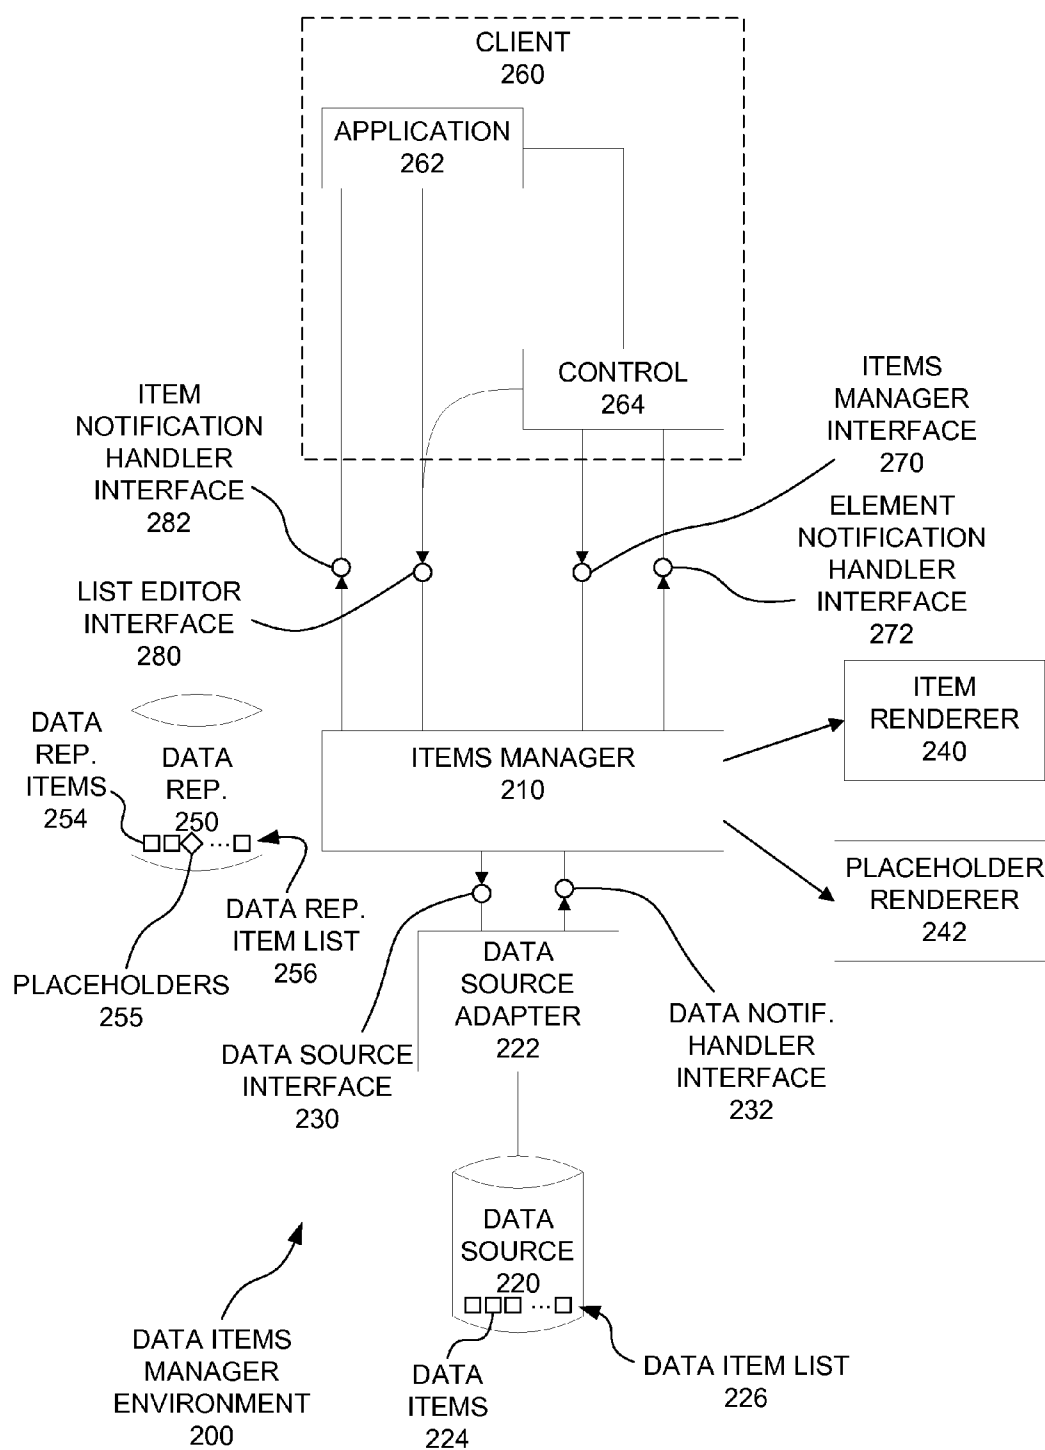 CLIENT
260
APPLICATION
262
CONTROL
264
ITEMS
MANAGER
INTERFACE
270
ITEM
NOTIFICATION
HANDLER
INTERFACE
282
ELEMENT
NOTIFICATION
HANDLER
INTERFACE
272
LIST EDITOR
INTERFACE
280
ITEM
RENDERER
240
DATA
REP.
ITEMS
254
DATA
REP.
250
...
ITEMS MANAGER
210
PLACEHOLDER
RENDERER
242
DATA REP.
ITEM LIST
256
PLACEHOLDERS
255
DATA
SOURCE
ADAPTER
222
DATA SOURCE
INTERFACE
230
DATA NOTIF.
HANDLER
INTERFACE
232
DATA
SOURCE
220
...
DATA ITEMS
MANAGER
ENVIRONMENT
200
DATA
ITEMS
224
DATA ITEM LIST
226